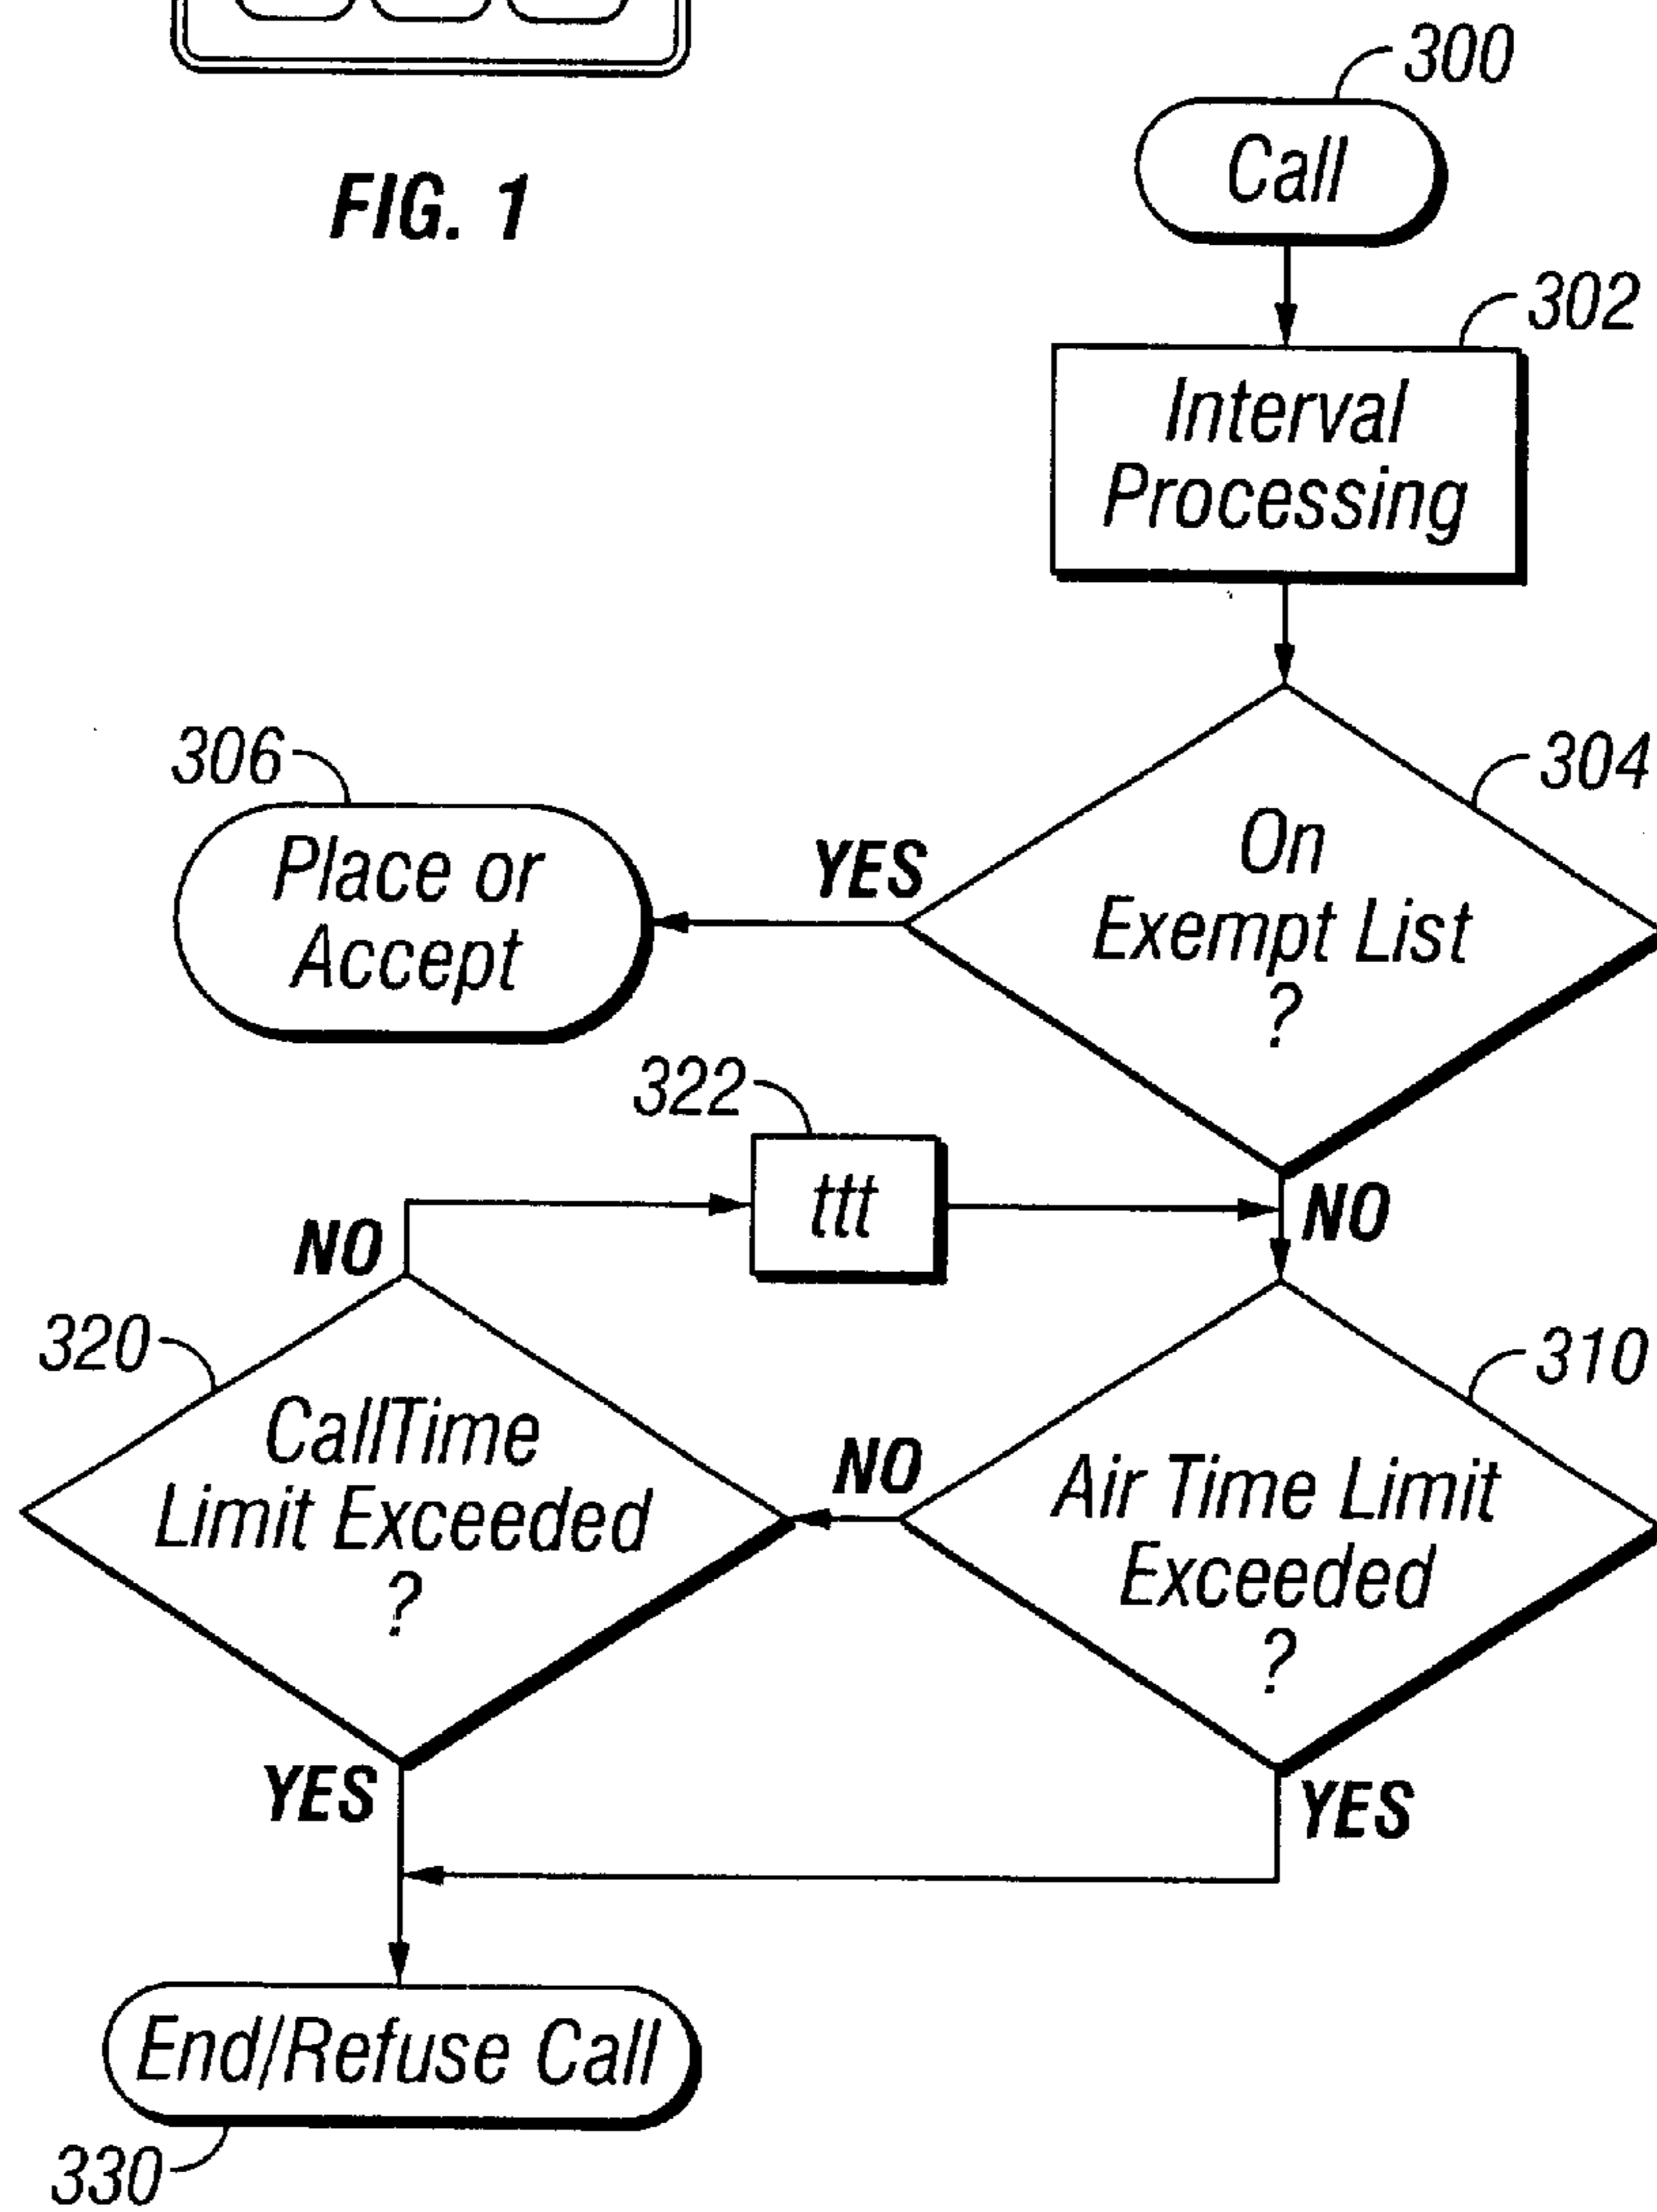 300
Call
FIG. 1
302
Interval
Processing
304
306
On
Exempt List
?
YES
Place or
Accept
322
ttt
NO
NO
320
310
CallTime
Limit Exceeded
?
NO
Air Time Limit
Exceeded
?
YES
YES
End/Refuse Call
330